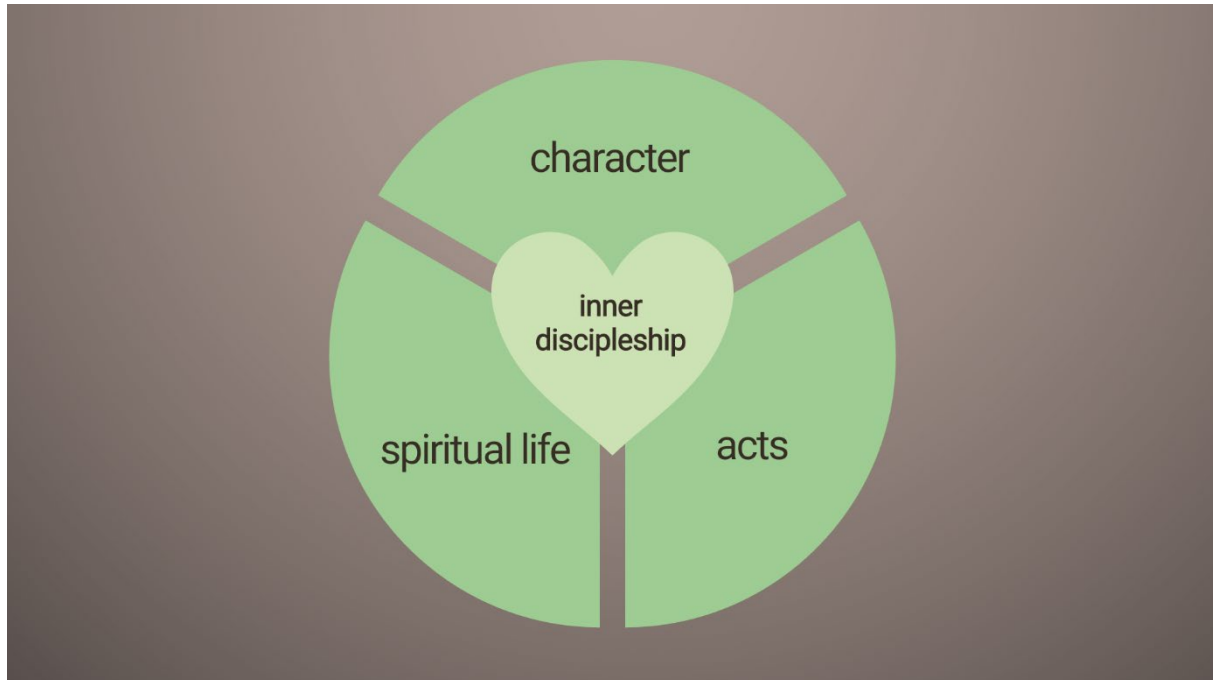 character
inner
discipleship
spiritual life
acts